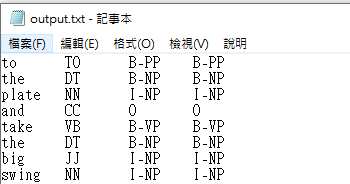 output.txt - 記事本
檔案(F) 編輯(E) 格式(O) 檢視(V) 說明
to TO B-PP B-PP
the DT B-NP B-NP
plate NN I-NP I-NP
and CC O O
take VB B-VP B-VP
the DT B-NP B-NP
big JJ I-NP I-NP
swing NN I-NP I-NP